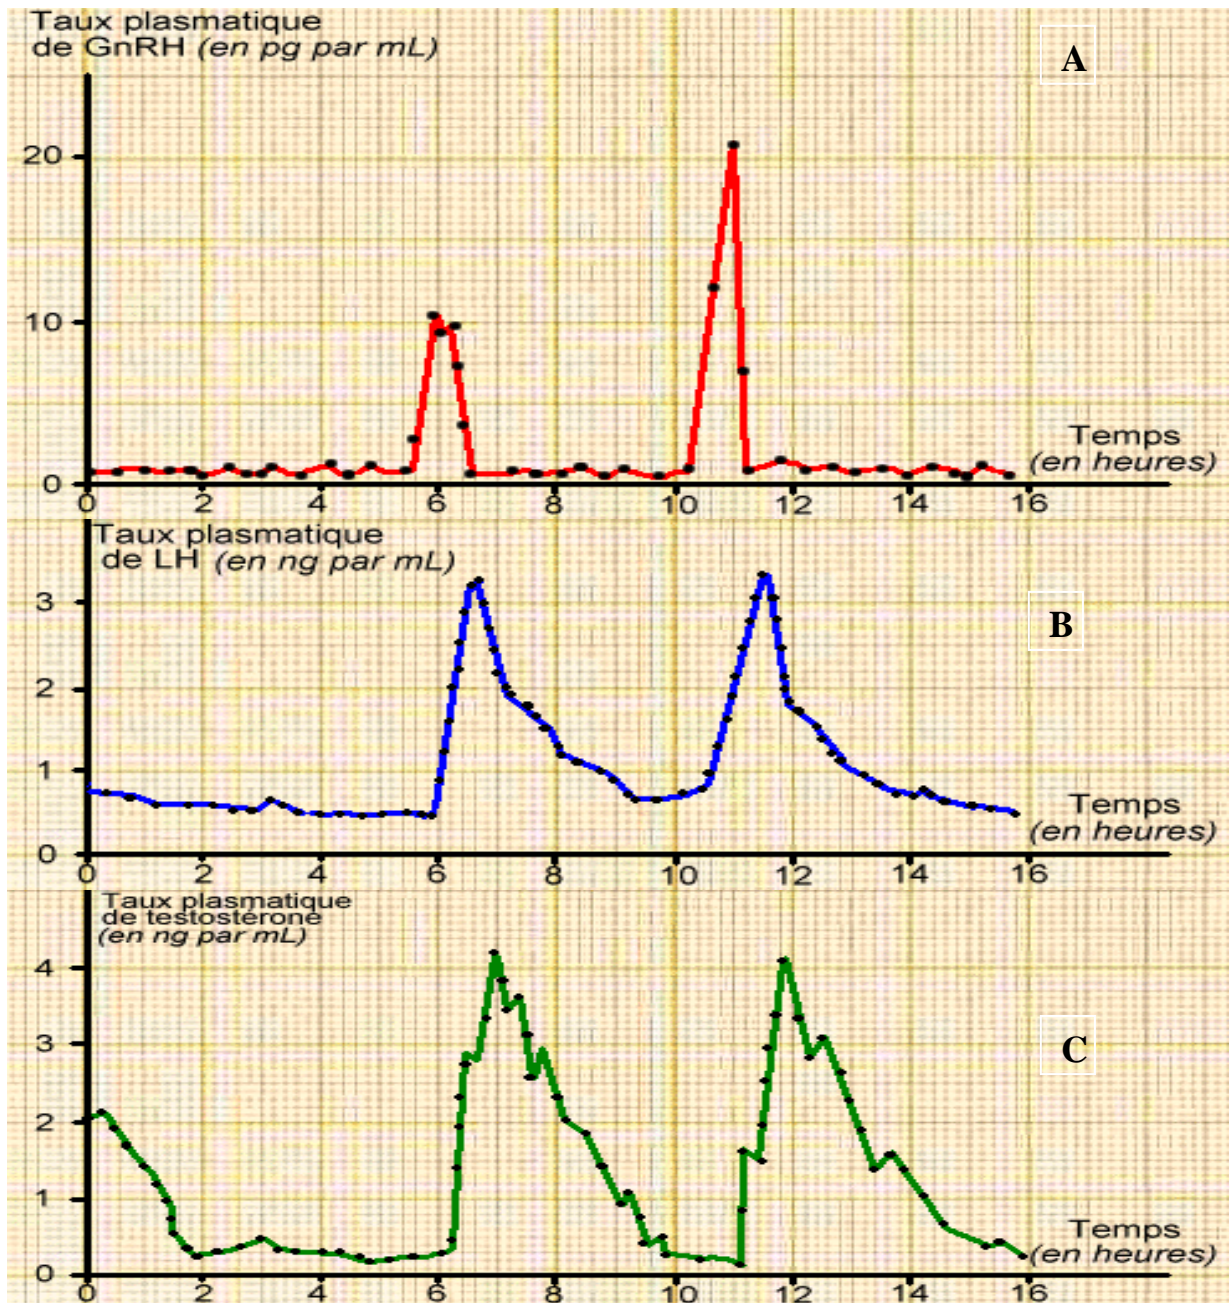 Taux plasmatique
de GnRH (en pg par mL)
A
20
10
0
Temps
(en heures)
0 2 4 6 8 10 12 14 16
Taux plasmatique
de LH (en ng par mL)
B
3
2
1
0
Temps
(en heures)
0 2 4 6 8 10 12 14 16
Taux plasmatique
de testostérone
(en ng par mL)
C
4
3
2
1
0
Temps
(en heures)
0 2 4 6 8 10 12 14 16